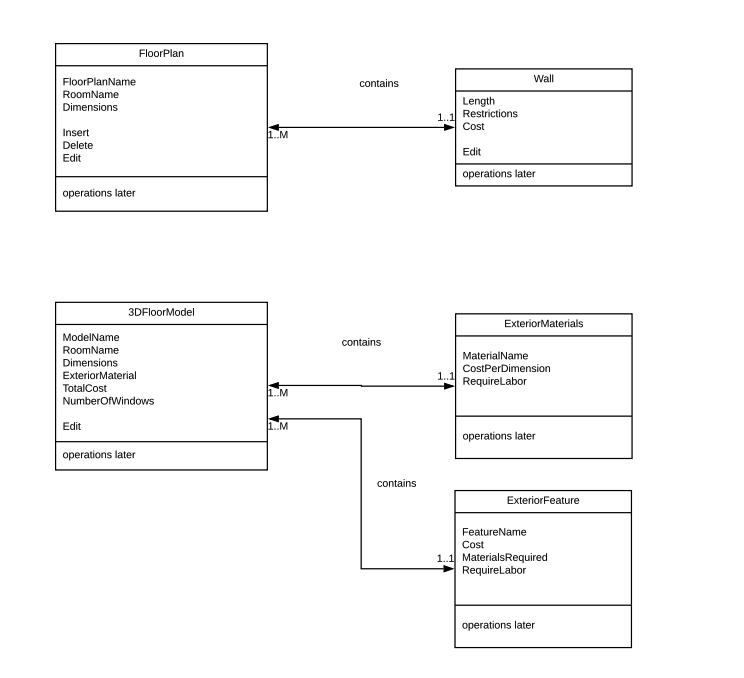 FloorPlan
FloorPlanName
RoomName
Dimensions
Insert
Delete
Edit
operations later
contains
1..M
1..1
Wall
Length
Restrictions
Cost
Edit
operations later
3DFloorModel
ModelName
RoomName
Dimensions
ExteriorMaterial
TotalCost
NumberOfWindows
Edit
operations later
contains
1..M
1..1
ExteriorMaterials
MaterialName
CostPerDimension
RequireLabor
operations later
1..M
contains
1..1
ExteriorFeature
FeatureName
Cost
MaterialsRequired
RequireLabor
operations later